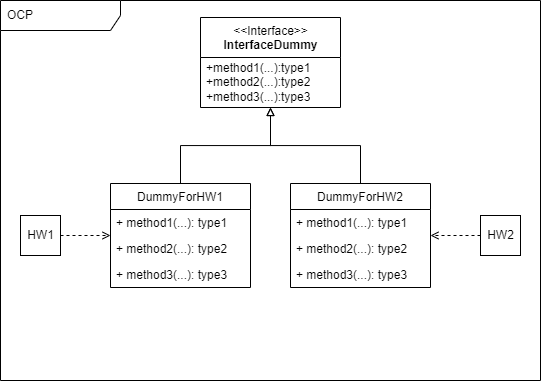 OCP
<<Interface>>
InterfaceDummy
+method1(...):type1
+method2(...):type2
+method3(...):type3
DummyForHW1
+ method1(...): type1
+ method2(...): type2
+ method3(...): type3
DummyForHW2
+ method1(...): type1
+ method2(...): type2
+ method3(...): type3
HW1
HW2